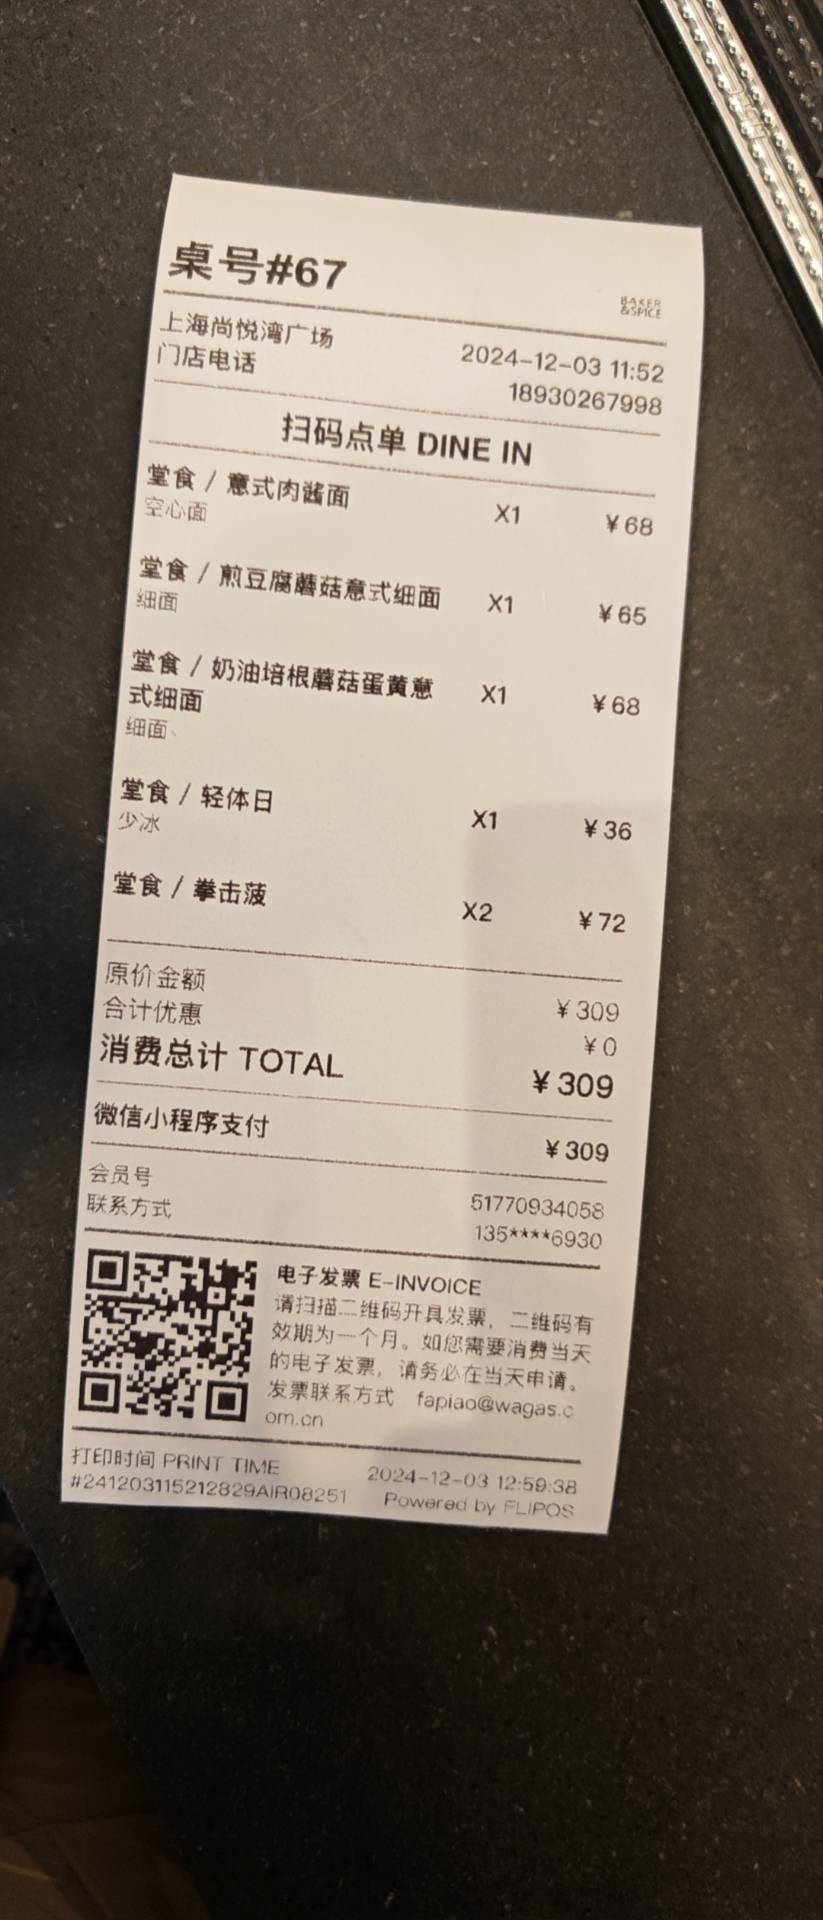 桌号#67
BAKER
&SPICE
上海尚悦湾广场 2024-12-03 11:52
门店电话 18930267998
扫码点单 DINE IN
堂食 / 意式肉酱面 X1 ¥68
空心面
堂食 / 煎豆腐蘑菇意式细面 X1 ¥65
细面
堂食 / 奶油培根蘑菇蛋黄意 X1 ¥68
式细面
细面、
堂食 / 轻体日 X1 ¥36
少冰
堂食 / 拳击菠 X2 ¥72
原价金额 ¥309
合计优惠 ¥0
消费总计 TOTAL ¥309
微信小程序支付 ¥309
会员号 51770934058
联系方式 135****6930
电子发票 E-INVOICE
请扫描二维码开具发票，二维码有
效期为一个月。如您需要消费当天
的电子发票，请务必在当天申请。
发票联系方式 fapiao@wagas.c
om.cn
打印时间 PRINT TIME 2024-12-03 12:59:38
#241203115212829AIR08251 Powered by FLIPOS